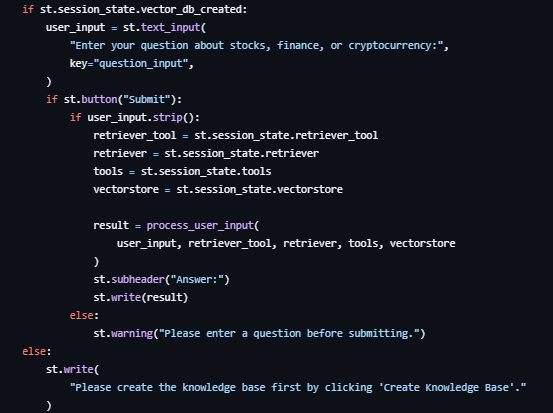 if st.session_state.vector_db_created:
    user_input = st.text_input(
        "Enter your question about stocks, finance, or cryptocurrency:",
        key="question_input",
    )
    if st.button("Submit"):
        if user_input.strip():
            retriever_tool = st.session_state.retriever_tool
            retriever = st.session_state.retriever
            tools = st.session_state.tools
            vectorstore = st.session_state.vectorstore

            result = process_user_input(
                user_input, retriever_tool, retriever, tools, vectorstore
            )
            st.subheader("Answer:")
            st.write(result)
        else:
            st.warning("Please enter a question before submitting.")
else:
    st.write(
        "Please create the knowledge base first by clicking 'Create Knowledge Base'."
    )